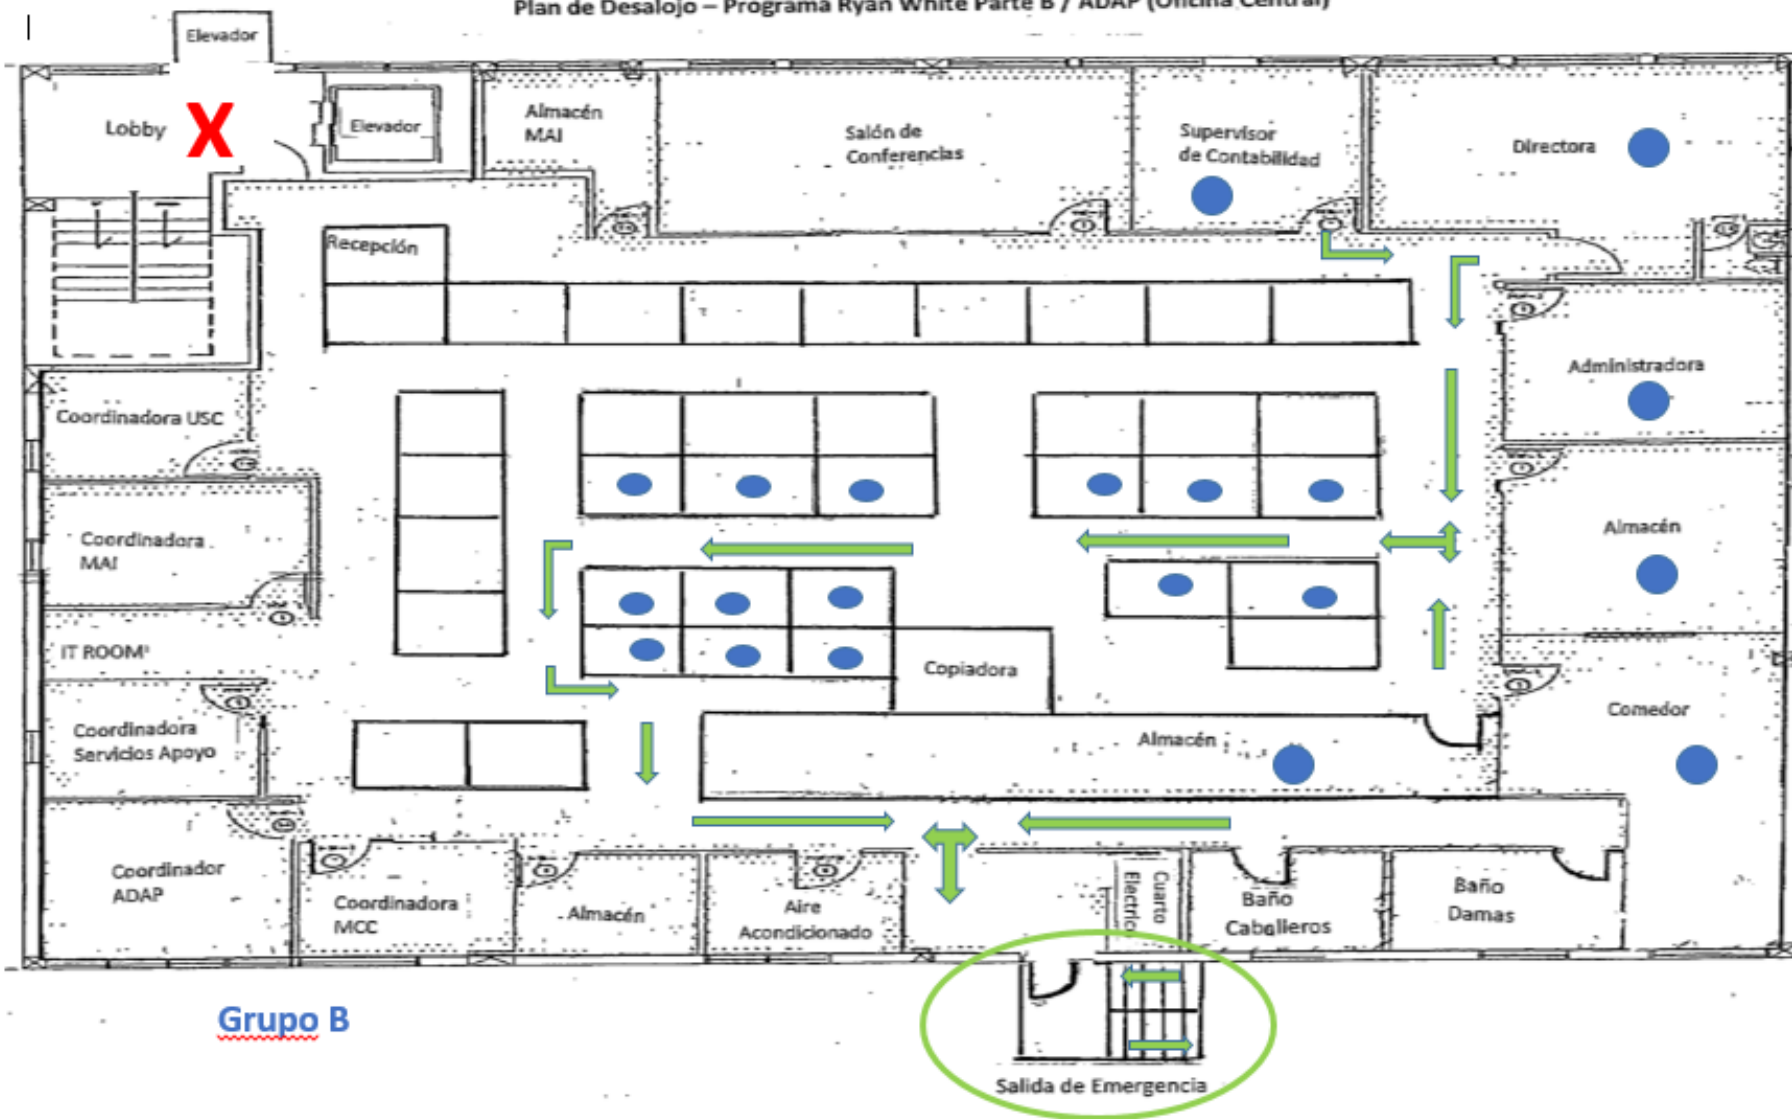 Plan de Desalojo – Programa Ryan White Parte B / ADAP (Oficina Central)
Elevador
Lobby
X
Elevador
Almacén
MAI
Salón de
Conferencias
Supervisor
de Contabilidad
Directora
Recepción
Administradora
Coordinadora USC
Coordinadora
MAI
Almacén
IT ROOM
Copiadora
Comedor
Coordinadora
Servicios Apoyo
Almacén
Coordinador
ADAP
Coordinadora
MCC
Almacén
Aire
Acondicionado
Cuarto
Electrico
Baño
Caballeros
Baño
Damas
Grupo B
Salida de Emergencia